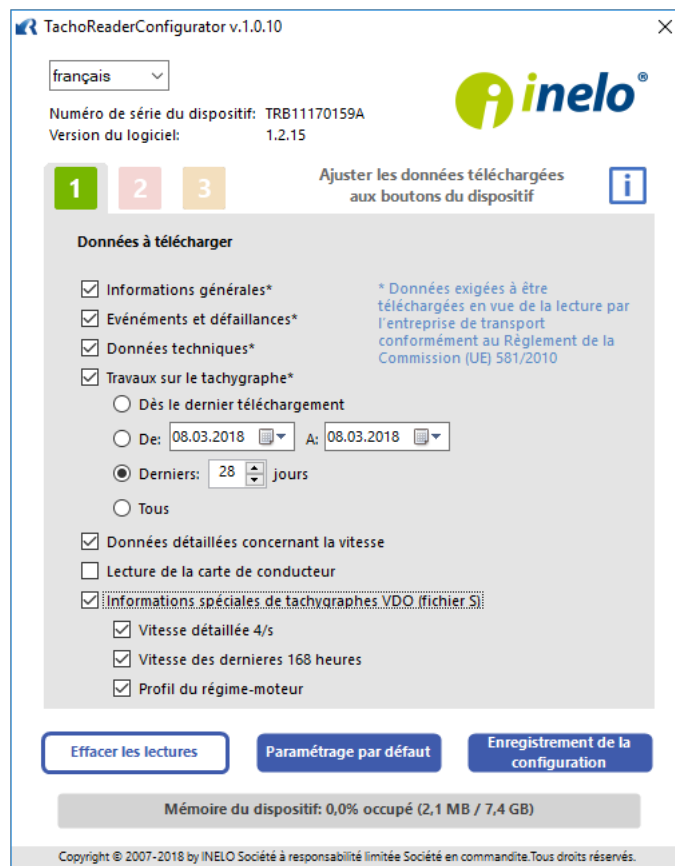 TachoReaderConfigurator v.1.0.10
français
inelo®
Numéro de série du dispositif: TRB11170159A
Version du logiciel: 1.2.15
1 2 3
Ajuster les données téléchargées
aux boutons du dispositif
i
Données à télécharger
Informations générales*
Evénéments et défaillances*
Données techniques*
Travaux sur le tachygraphe*
* Données exigées à être
téléchargées en vue de la lecture par
l'entreprise de transport
conformément au Règlement de la
Commission (UE) 581/2010
Dès le dernier téléchargement
De: 08.03.2018 A: 08.03.2018
Derniers: 28 jours
Tous
Données détaillées concernant la vitesse
Lecture de la carte de conducteur
Informations spéciales de tachygraphes VDO (fichier S)
Vitesse détaillée 4/s
Vitesse des dernieres 168 heures
Profil du régime-moteur
Effacer les lectures
Paramétrage par défaut
Enregistrement de la
configuration
Mémoire du dispositif: 0,0% occupé (2,1 MB / 7,4 GB)
Copyright © 2007-2018 by INELO Société à responsabilité limitée Société en commandite.Tous droits réservés.